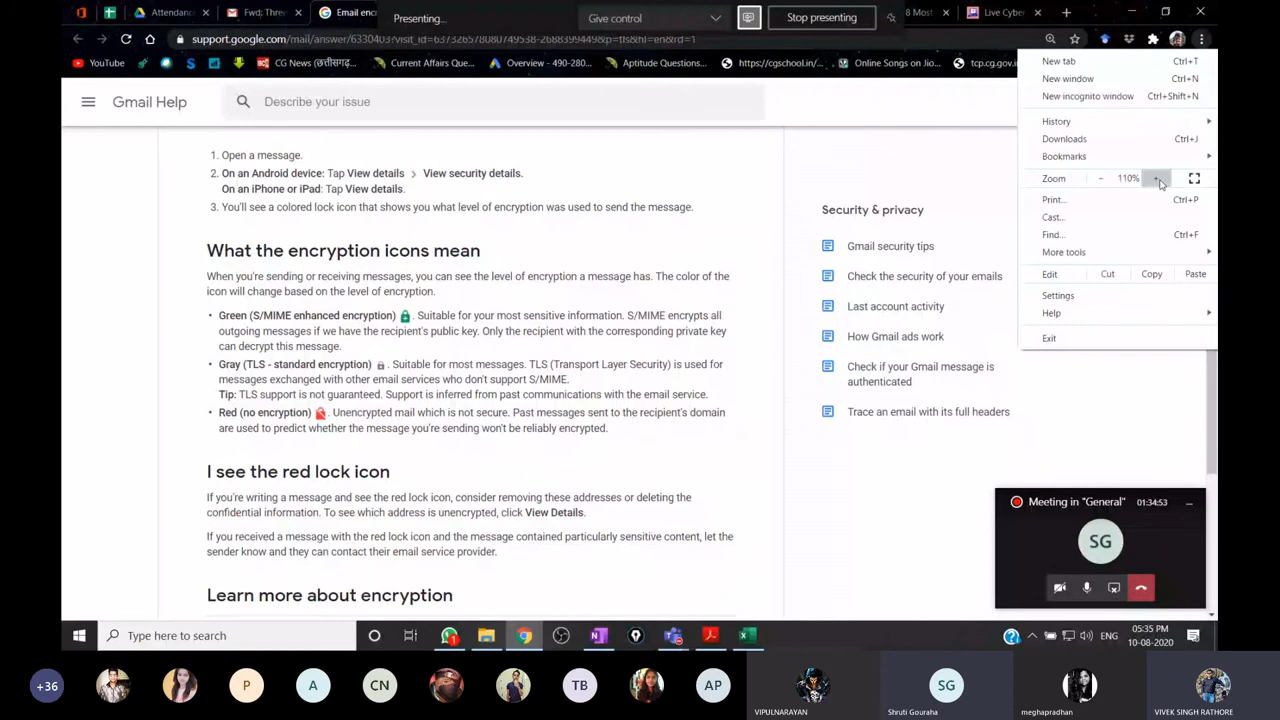 Attendanc
Fwd; Three
Email enc
Presenting...
Give control
Stop presenting
8 Most
Live Cyber
support.google.com/mail/answer/6330403?visit_id=637326578080749538-2688399449&p=tls&hl=en&rd=1
YouTube
CG News (छत्तीसगढ़)
Current Affairs Que...
Overview - 490-280...
Aptitude Questions...
https://cgschool.in/...
Online Songs on Jio...
tcp.cg.gov.in
Gmail Help
Describe your issue
1. Open a message.
2. On an Android device: Tap View details > View security details.
On an iPhone or iPad: Tap View details.
3. You'll see a colored lock icon that shows you what level of encryption was used to send the message.
What the encryption icons mean
When you're sending or receiving messages, you can see the level of encryption a message has. The color of the
icon will change based on the level of encryption.
• Green (S/MIME enhanced encryption) . Suitable for your most sensitive information. S/MIME encrypts all
outgoing messages if we have the recipient's public key. Only the recipient with the corresponding private key
can decrypt this message.
• Gray (TLS - standard encryption) . Suitable for most messages. TLS (Transport Layer Security) is used for
messages exchanged with other email services who don't support S/MIME.
Tip: TLS support is not guaranteed. Support is inferred from past communications with the email service.
• Red (no encryption) . Unencrypted mail which is not secure. Past messages sent to the recipient's domain
are used to predict whether the message you're sending won't be reliably encrypted.
I see the red lock icon
If you're writing a message and see the red lock icon, consider removing these addresses or deleting the
confidential information. To see which address is unencrypted, click View Details.
If you received a message with the red lock icon and the message contained particularly sensitive content, let the
sender know and they can contact their email service provider.
Learn more about encryption
Security & privacy
Gmail security tips
Check the security of your emails
Last account activity
How Gmail ads work
Check if your Gmail message is
authenticated
Trace an email with its full headers
New tab Ctrl+T
New window Ctrl+N
New incognito window Ctrl+Shift+N
History
Downloads Ctrl+J
Bookmarks
Zoom - 110% +
Print... Ctrl+P
Cast...
Find... Ctrl+F
More tools
Edit Cut Copy Paste
Settings
Help
Exit
Meeting in "General" 01:34:53
SG
Type here to search
ENG
05:35 PM
10-08-2020
+36
P
A
CN
TB
AP
SG
VIPULNARAYAN
Shruti Gouraha
meghapradhan
VIVEK SINGH RATHORE